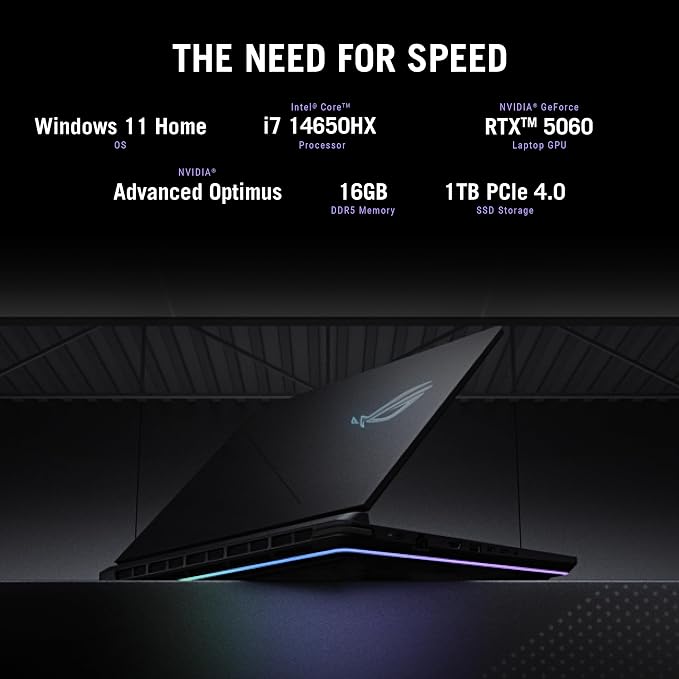 THE NEED FOR SPEED
Windows 11 Home
OS
Intel® Core™
i7 14650HX
Processor
NVIDIA® GeForce
RTX™ 5060
Laptop GPU
NVIDIA®
Advanced Optimus
16GB
DDR5 Memory
1TB PCIe 4.0
SSD Storage